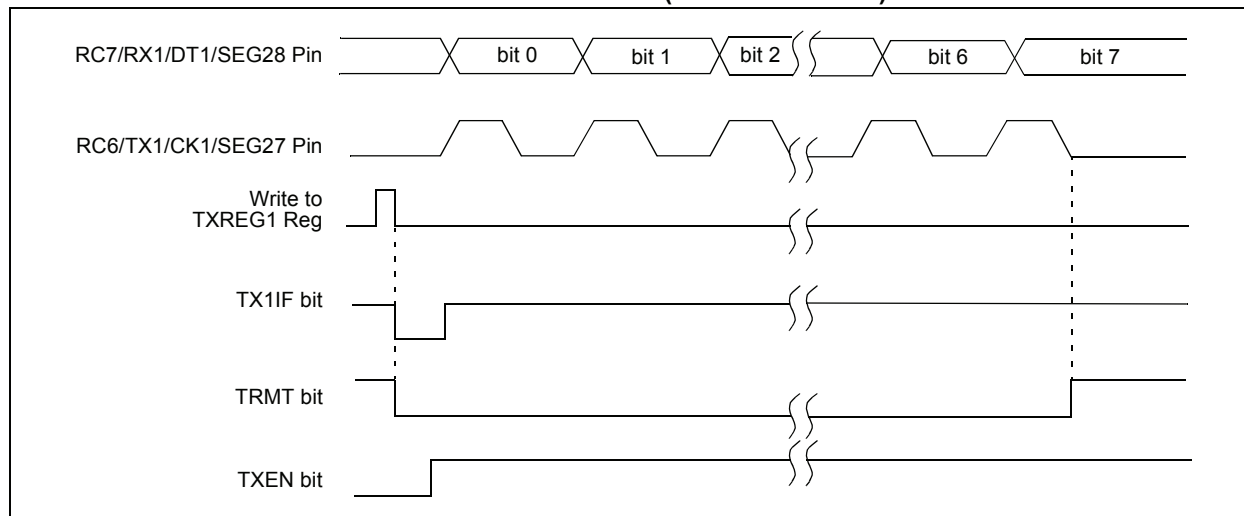 RC7/RX1/DT1/SEG28 Pin
bit 0
bit 1
bit 2
bit 6
bit 7
RC6/TX1/CK1/SEG27 Pin
Write to
TXREG1 Reg
TX1IF bit
TRMT bit
TXEN bit